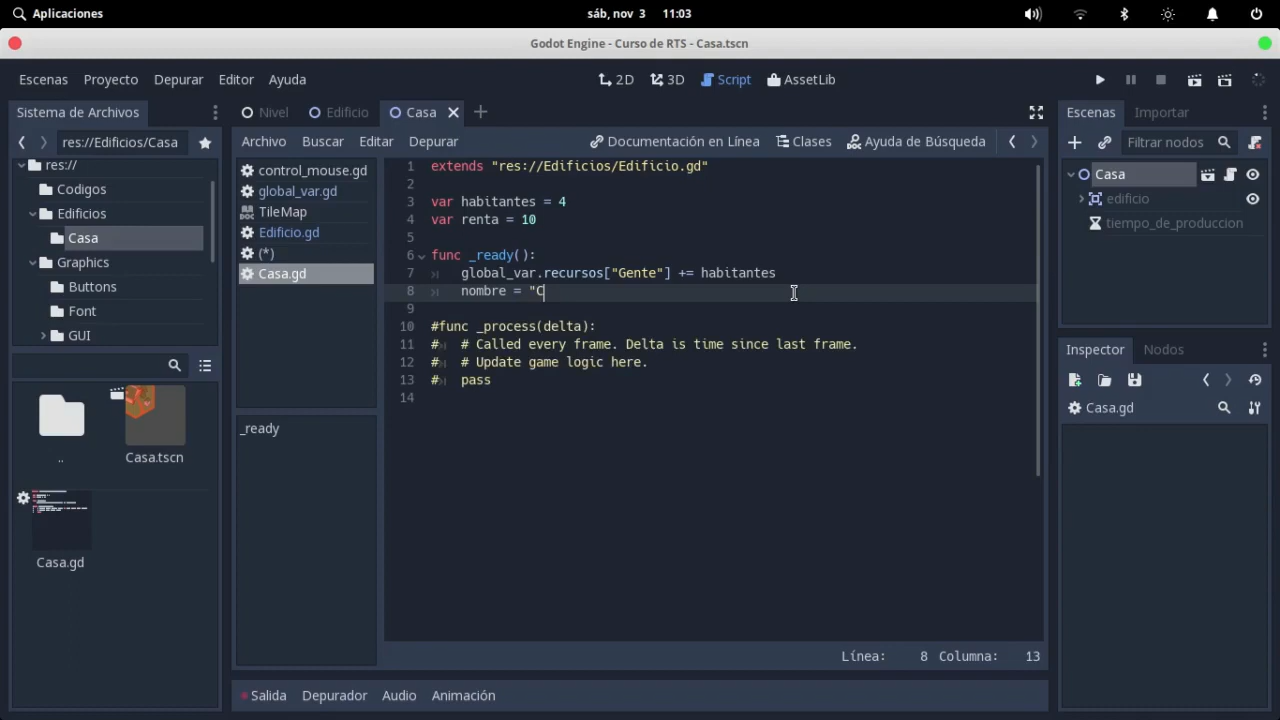 Aplicaciones
sáb, nov 3 11:03
Godot Engine - Curso de RTS - Casa.tscn
Escenas Proyecto Depurar Editor Ayuda
2D 3D Script AssetLib
Sistema de Archivos
Nivel Edificio Casa
Escenas Importar
res://Edificios/Casa
Archivo Buscar Editar Depurar
Documentación en Línea Clases Ayuda de Búsqueda
Filtrar nodos
res://
Codigos
Edificios
Casa
Graphics
Buttons
Font
GUI
..
Casa.tscn
Casa.gd
control_mouse.gd
global_var.gd
TileMap
Edificio.gd
(*)
Casa.gd
_ready
1 extends "res://Edificios/Edificio.gd"
2
3 var habitantes = 4
4 var renta = 10
5
6 func _ready():
7 global_var.recursos["Gente"] += habitantes
8 nombre = "C
9
10 #func _process(delta):
11 # # Called every frame. Delta is time since last frame.
12 # # Update game logic here.
13 # pass
14
Línea: 8 Columna: 13
Salida Depurador Audio Animación
Casa
edificio
tiempo_de_produccion
Inspector Nodos
Casa.gd